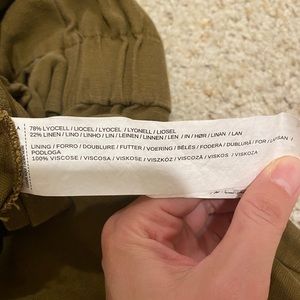 78% LYOCELL / LIOCEL / LYOCEL / LYONELL / LIOSEL
22% LINEN / LINO / LINHO / LIN / LEINEN / LINNEN / LEN / IN / HØR / LINAN / LAN
LINING / FORRO / DOUBLURE / FUTTER / VOERING / BÉLÉS / FODERA / DUBLURĂ / FOR /
PODLOGA
100% VISCOSE / VISCOSA / VISKOSE / VISZKÓZ / VISCOZĂ / VISKOS / VISKOZA